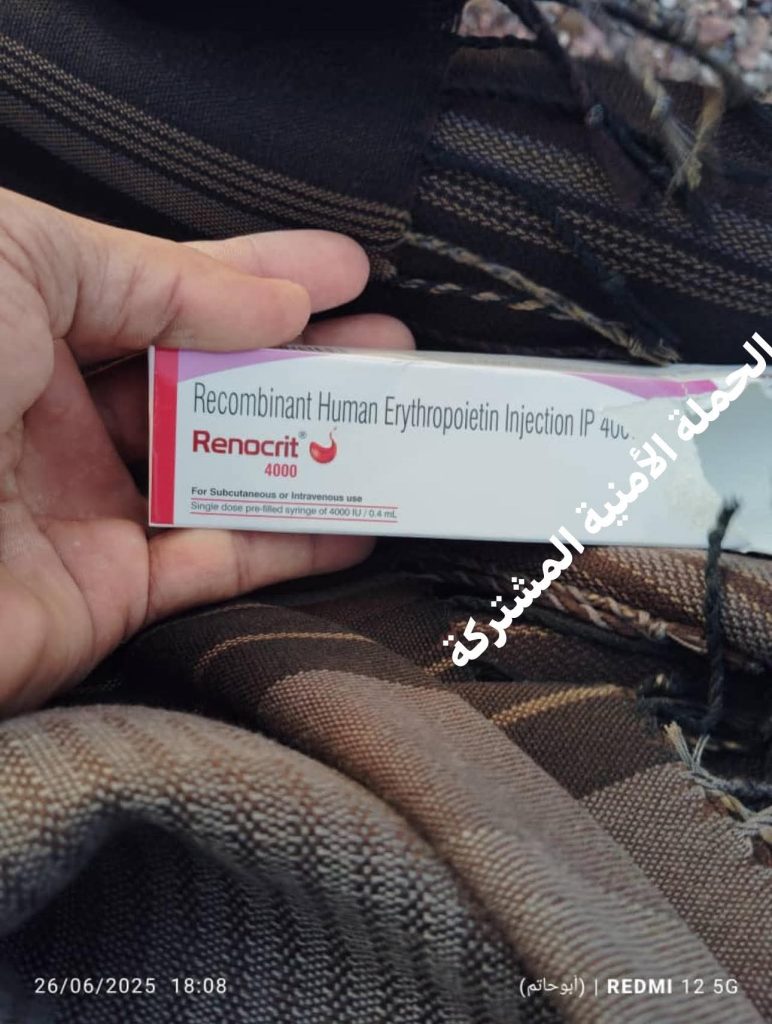 Recombinant Human Erythropoietin Injection IP
Renocrit®
4000
For Subcutaneous or Intravenous use
Single dose pre-filled syringe of 4000 IU / 0.4 mL
الحملة الأمنية المشتركة
26/06/2025 18:08
(أبوحاتم) | REDMI 12 5G